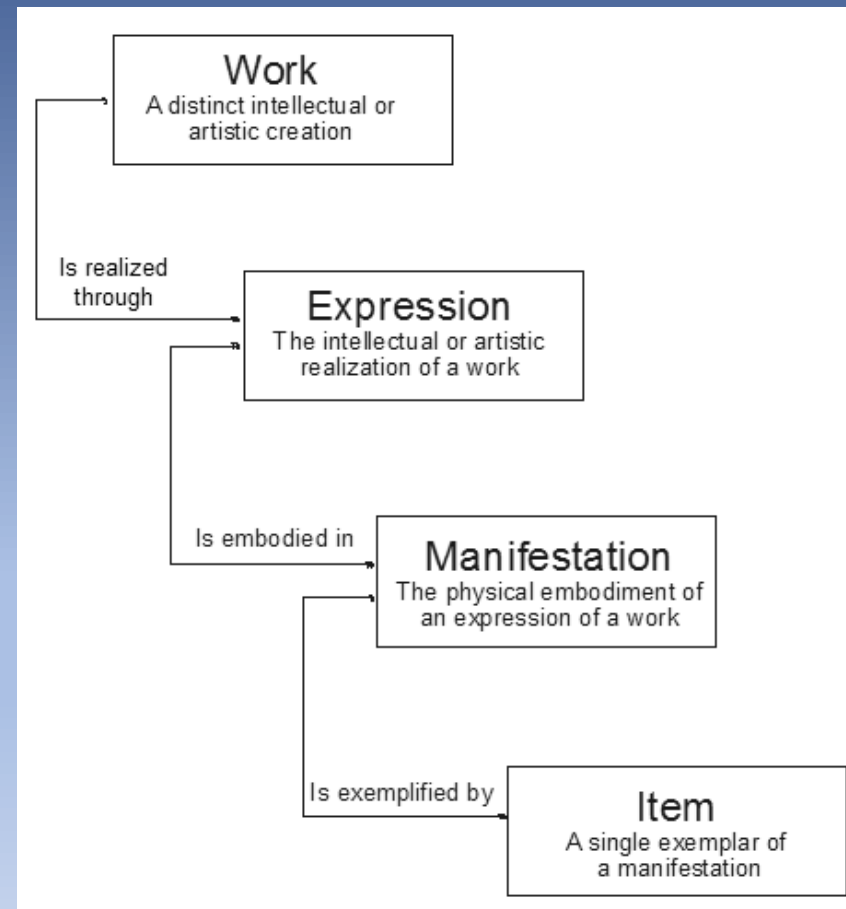 Work
A distinct intellectual or
artistic creation
Is realized
through
Expression
The intellectual or artistic
realization of a work
Is embodied in
Manifestation
The physical embodiment of
an expression of a work
Is exemplified by
Item
A single exemplar of
a manifestation